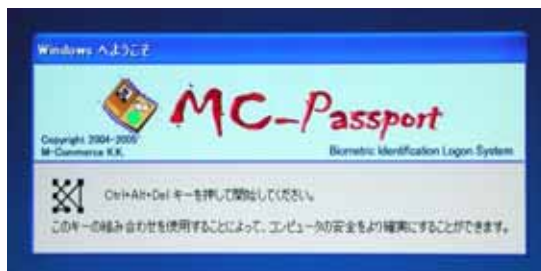 Windows へようこそ
MC-Passport
Copyright 2004-2005
M-Commerce K.K.
Biometric Identification Logon System
Ctrl+Alt+Del キーを押して開始してください。
このキーの組み合わせを使用することによって、コンピュータの安全をより確実にすることができます。